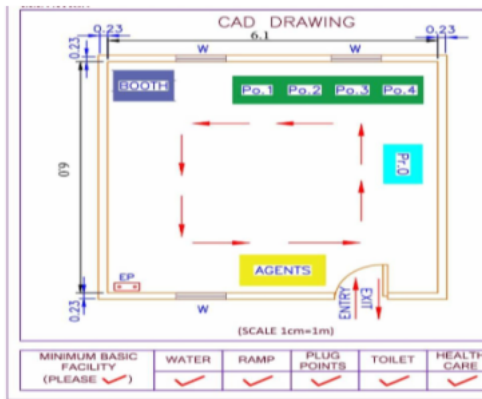 CAD DRAWING
0.23
6.1
0.23
0.23
W
W
BOOTH
Po.1
Po.2
Po.3
Po.4
6.0
Pr.O
AGENTS
EP
0.23
W
ENTRY
EXIT
(SCALE 1cm=1m)
MINIMUM BASIC
FACILITY
(PLEASE ✓)
WATER
RAMP
PLUG
POINTS
TOILET
HEALTH
CARE